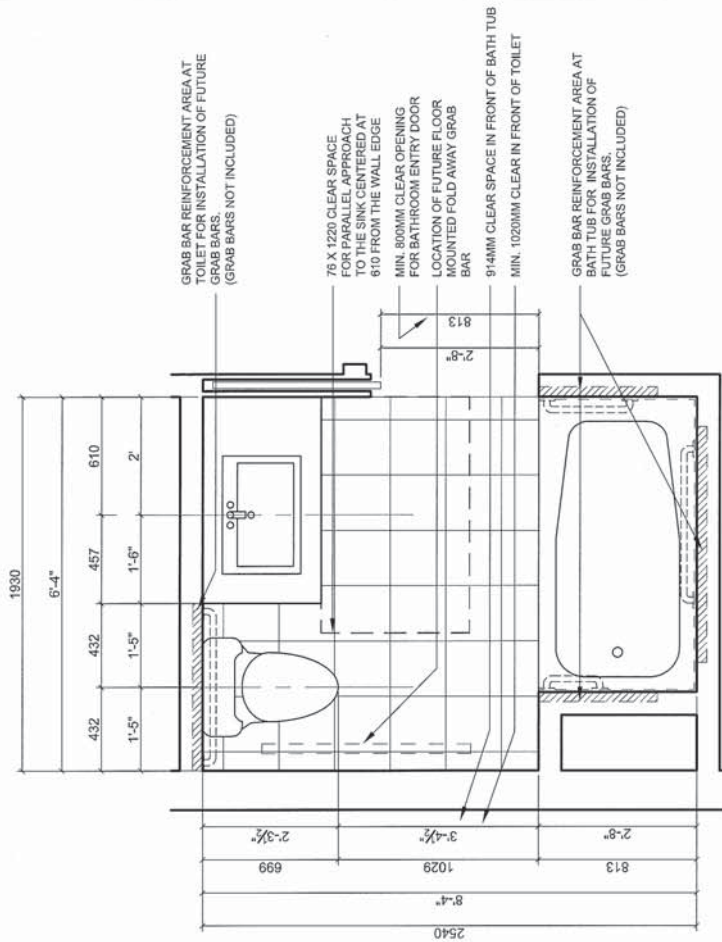 1930
6'-4"
432
432
457
610
1'-5"
1'-5"
1'-6"
2'
GRAB BAR REINFORCEMENT AREA AT
TOILET FOR INSTALLATION OF FUTURE
GRAB BARS.
(GRAB BARS NOT INCLUDED)
76 X 1220 CLEAR SPACE
FOR PARALLEL APPROACH
TO THE SINK CENTERED AT
610 FROM THE WALL EDGE
MIN. 800MM CLEAR OPENING
FOR BATHROOM ENTRY DOOR
LOCATION OF FUTURE FLOOR
MOUNTED FOLD AWAY GRAB
BAR
914MM CLEAR SPACE IN FRONT OF BATH TUB
MIN. 1020MM CLEAR IN FRONT OF TOILET
GRAB BAR REINFORCEMENT AREA AT
BATH TUB FOR INSTALLATION OF
FUTURE GRAB BARS.
(GRAB BARS NOT INCLUDED)
813
2'-8"
2'-3½"
3'-4½"
2'-8"
699
1029
813
8'-4"
2540